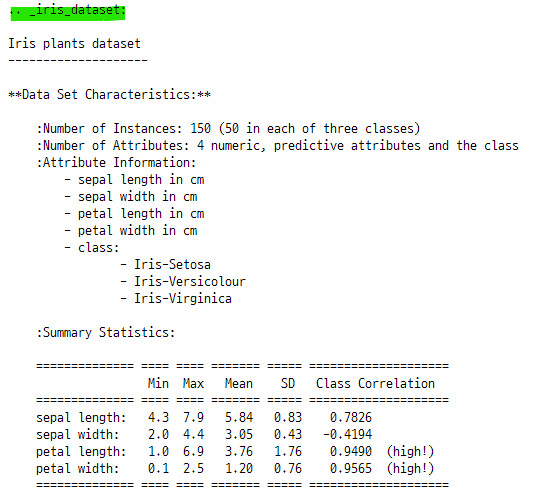 .. _iris_dataset:

Iris plants dataset
--------------------

**Data Set Characteristics:**

    :Number of Instances: 150 (50 in each of three classes)
    :Number of Attributes: 4 numeric, predictive attributes and the class
    :Attribute Information:
        - sepal length in cm
        - sepal width in cm
        - petal length in cm
        - petal width in cm
        - class:
                - Iris-Setosa
                - Iris-Versicolour
                - Iris-Virginica

    :Summary Statistics:

    ============== ==== ==== ======= ===== ====================
                    Min  Max   Mean    SD   Class Correlation
    ============== ==== ==== ======= ===== ====================
    sepal length:   4.3  7.9   5.84   0.83    0.7826
    sepal width:    2.0  4.4   3.05   0.43   -0.4194
    petal length:   1.0  6.9   3.76   1.76    0.9490  (high!)
    petal width:    0.1  2.5   1.20   0.76    0.9565  (high!)
    ============== ==== ==== ======= ===== ====================